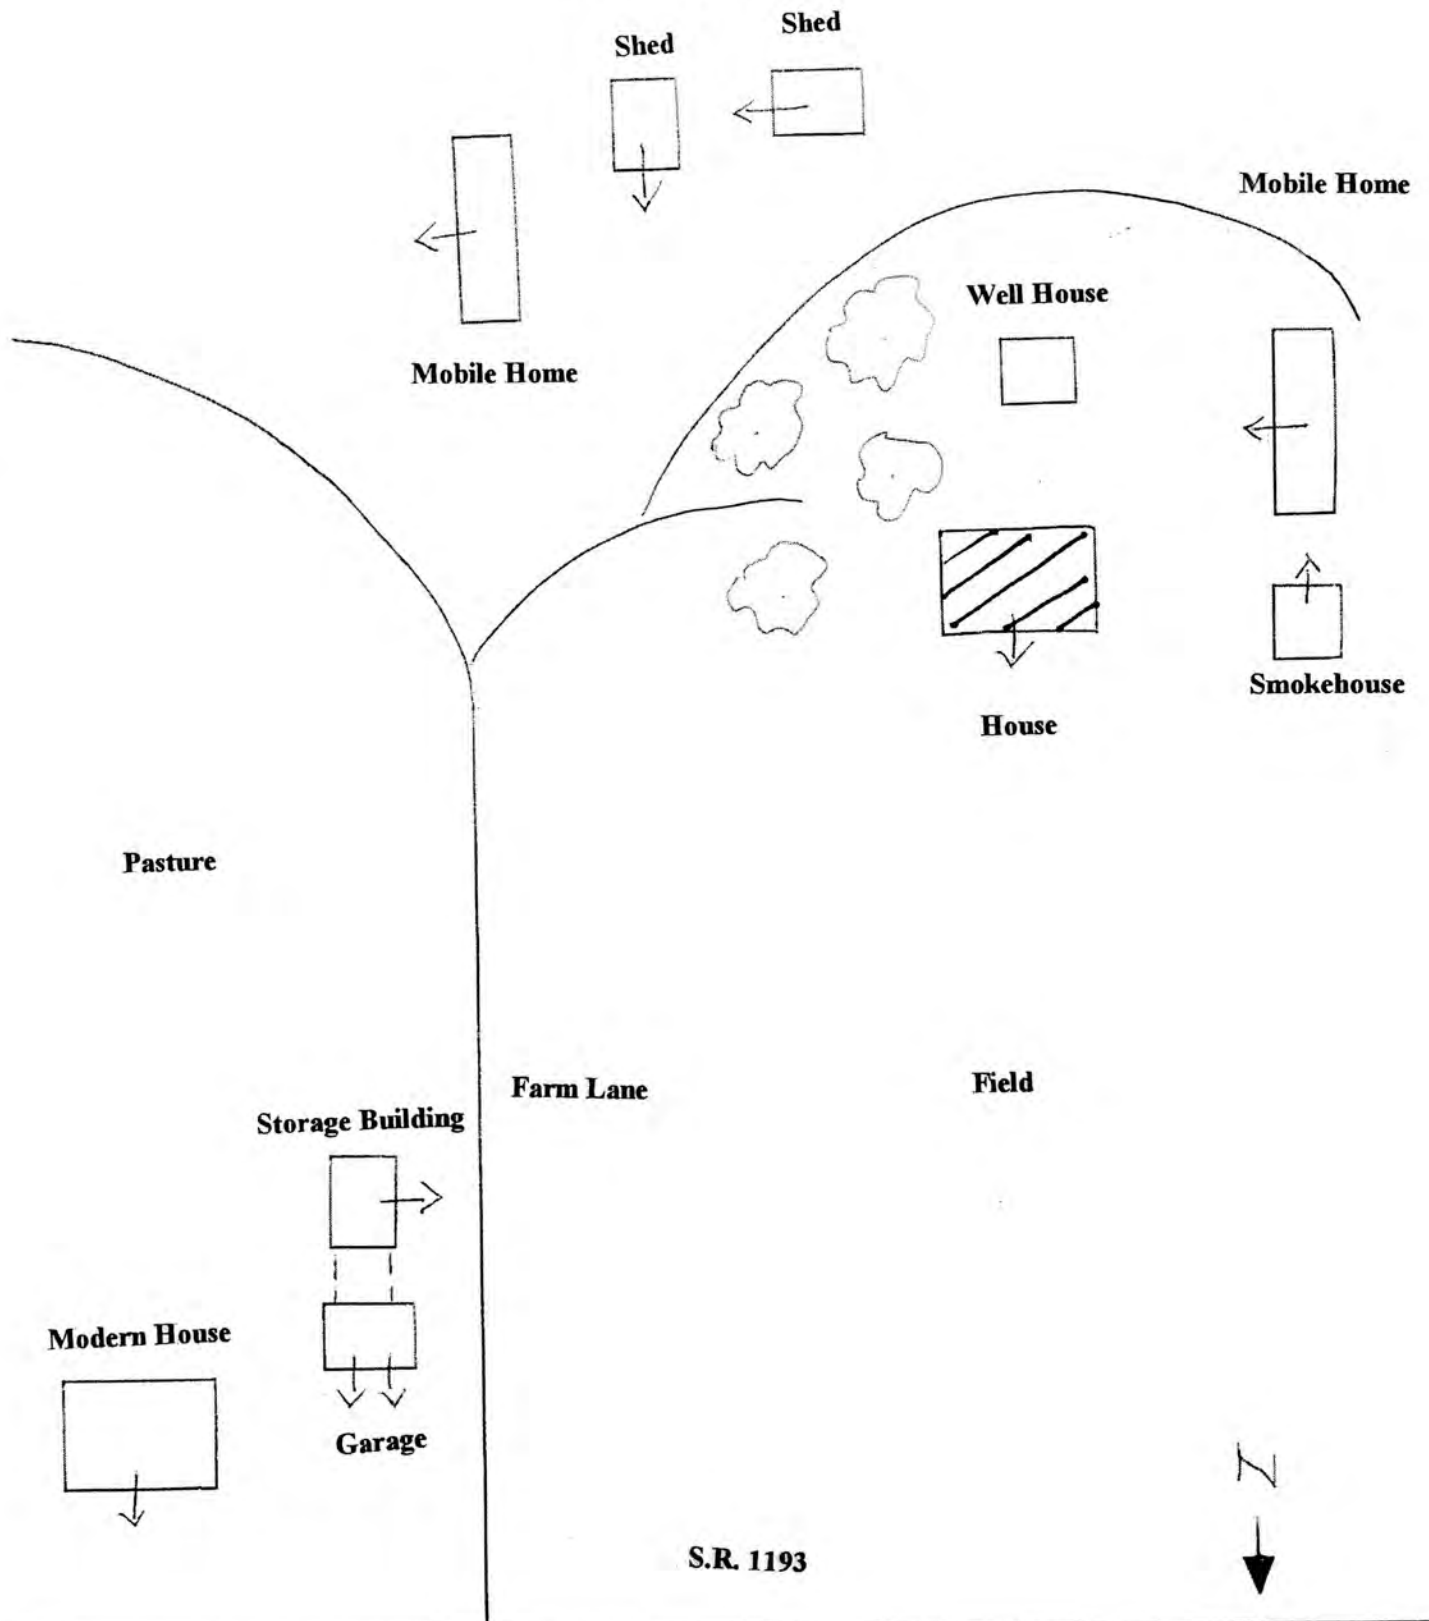 Shed
Shed
Mobile Home
Well House
Mobile Home
Smokehouse
House
Pasture
Farm Lane
Field
Storage Building
Modern House
Garage
N
S.R. 1193